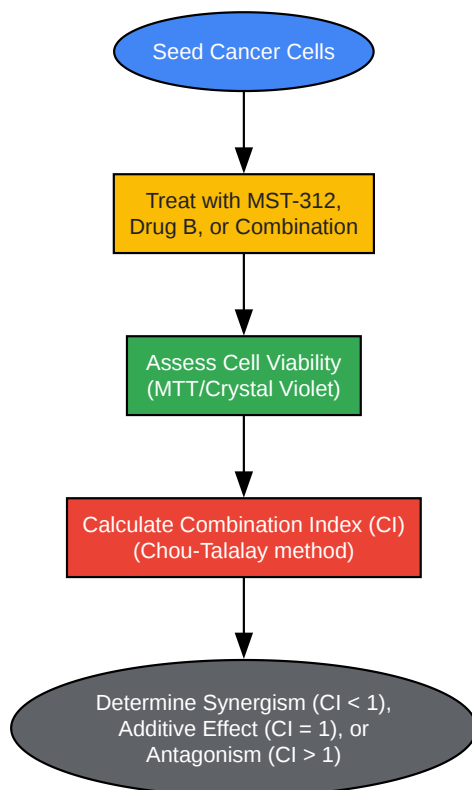 Seed Cancer Cells
Treat with MST-312,
Drug B, or Combination
Assess Cell Viability
(MTT/Crystal Violet)
Calculate Combination Index (CI)
(Chou-Talalay method)
Determine Synergism (CI < 1),
Additive Effect (CI = 1), or
Antagonism (CI > 1)